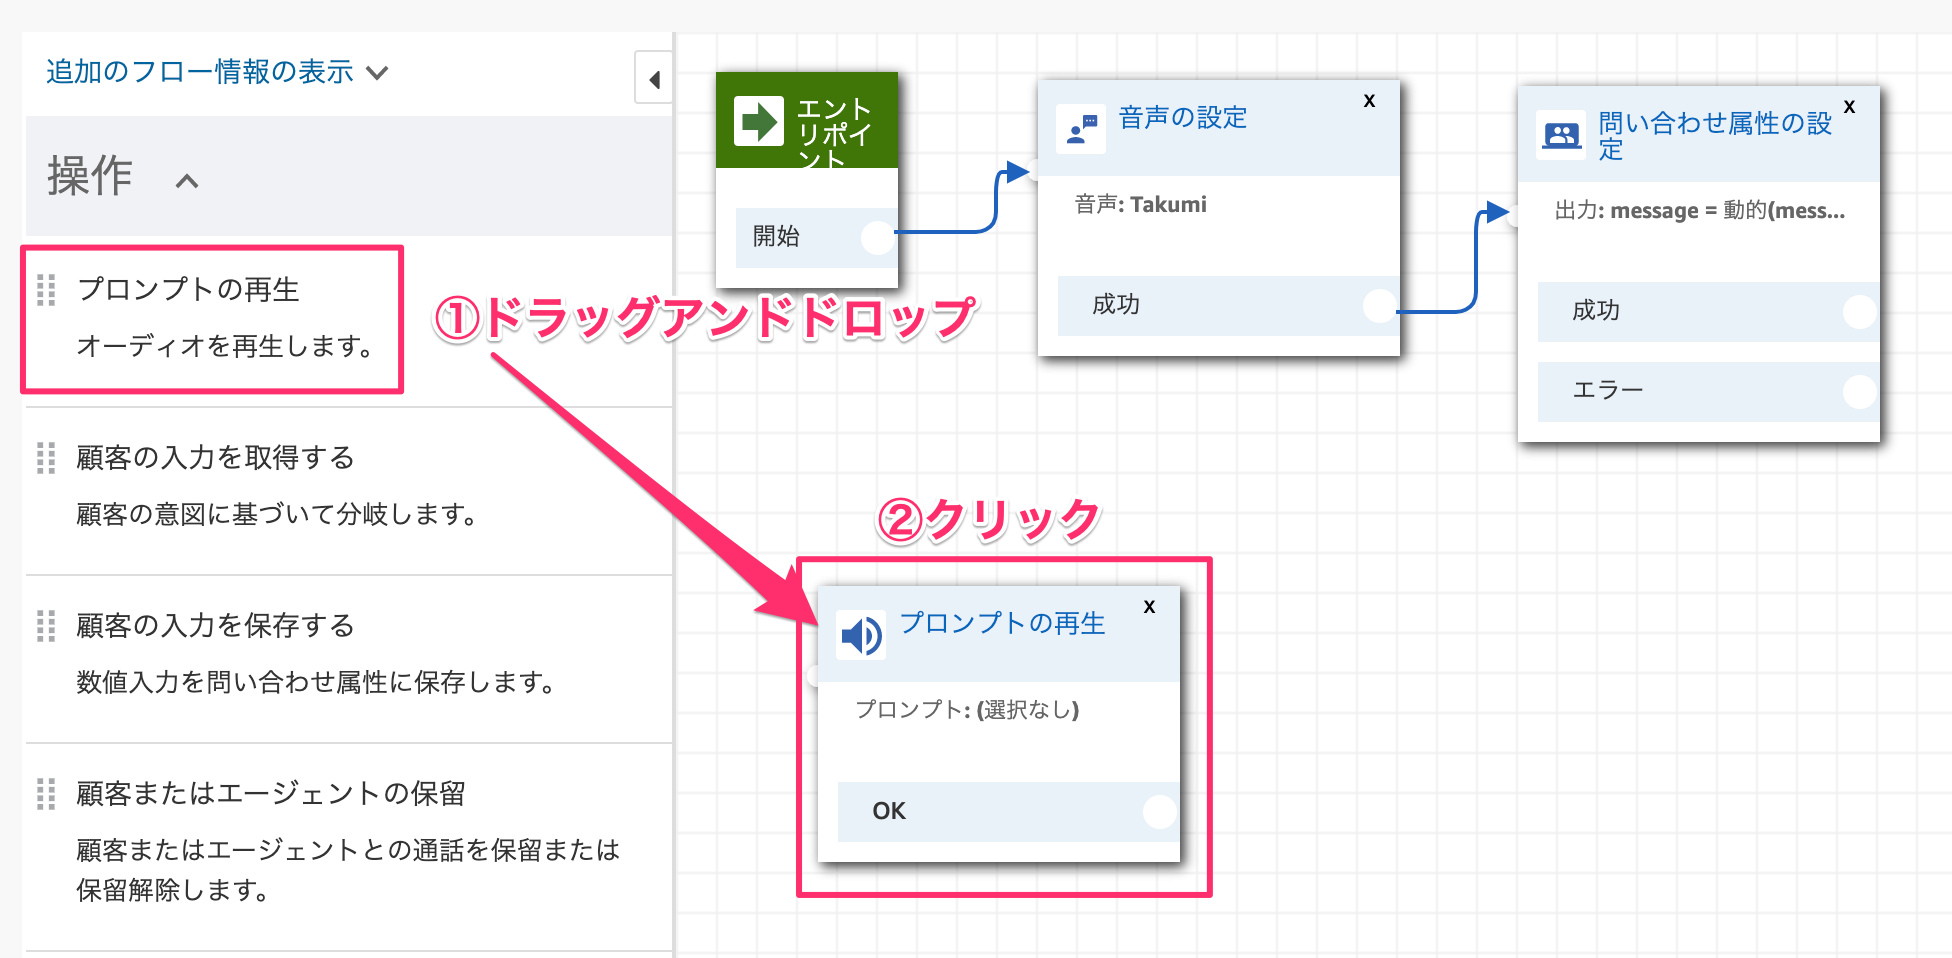 追加のフロー情報の表示
操作
プロンプトの再生
オーディオを再生します。
顧客の入力を取得する
顧客の意図に基づいて分岐します。
顧客の入力を保存する
数値入力を問い合わせ属性に保存します。
顧客またはエージェントの保留
顧客またはエージェントとの通話を保留または
保留解除します。
エント
リポイ
ント
開始
音声の設定
x
音声: Takumi
成功
問い合わせ属性の設
定
x
出力: message = 動的(mess...
成功
エラー
①ドラッグアンドドロップ
②クリック
プロンプトの再生
x
プロンプト: (選択なし)
OK